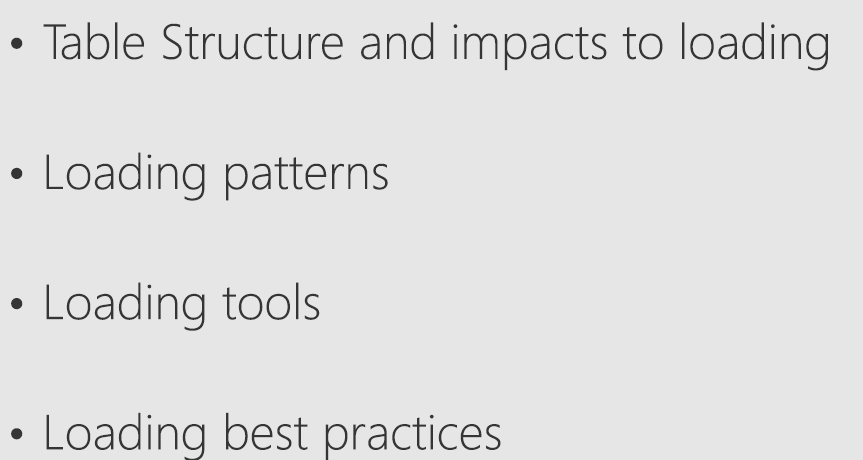 • Table Structure and impacts to loading
• Loading patterns
• Loading tools
• Loading best practices